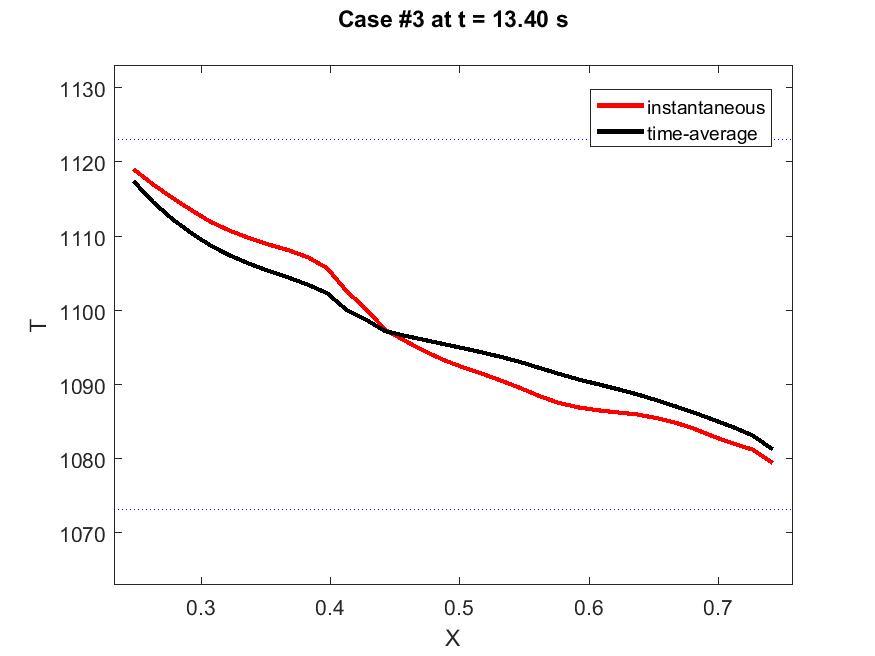 Case #3 at t = 13.40 s
instantaneous
time-average
1130
1120
1110
1100
1090
1080
1070
T
0.3 0.4 0.5 0.6 0.7
X